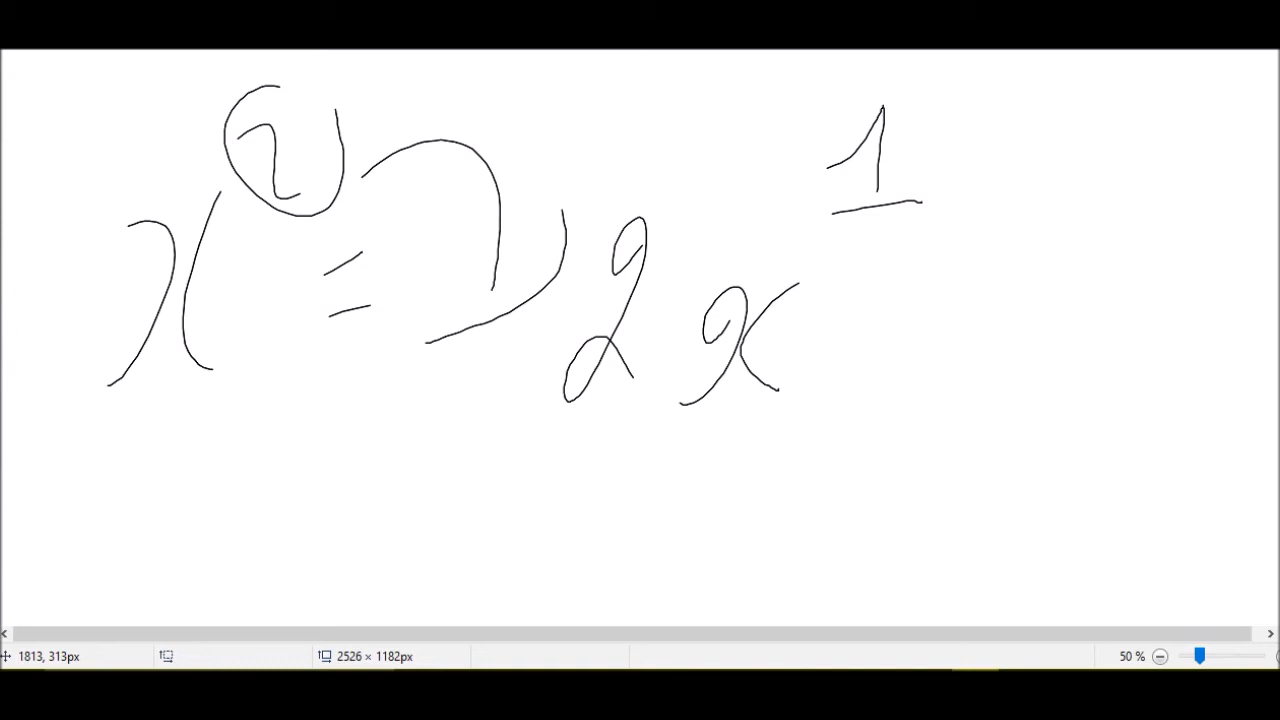 x² = 2x¹
1813, 313px 2526 × 1182px 50 %